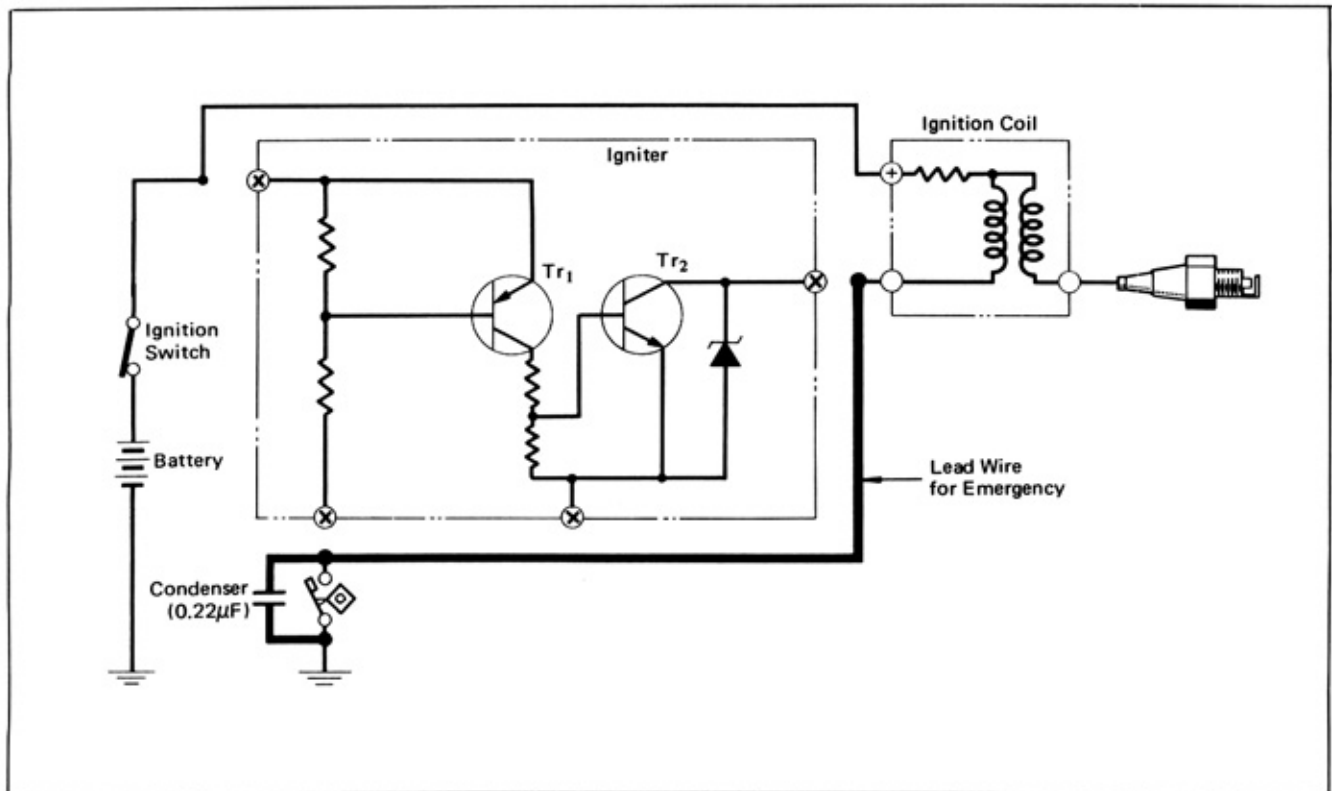 Ignition Coil
Igniter
+
Tr₁
Tr₂
Ignition
Switch
Battery
Lead Wire
for Emergency
Condenser
(0.22μF)